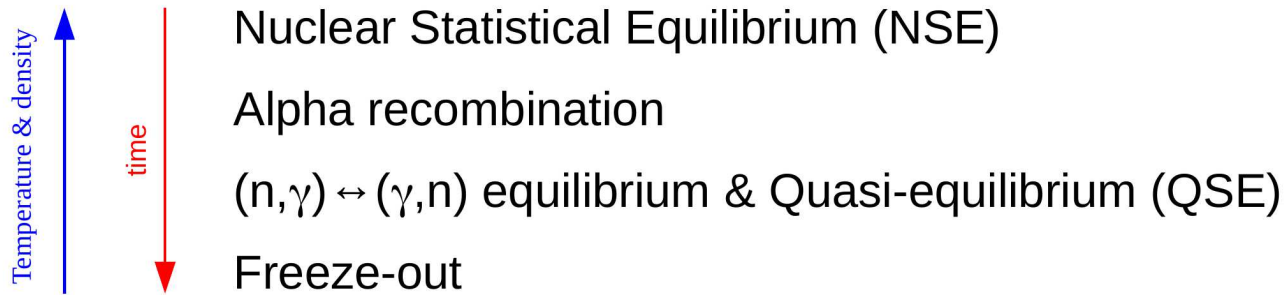 Temperature & density
time
Nuclear Statistical Equilibrium (NSE)
Alpha recombination
(n,γ)↔(γ,n) equilibrium & Quasi-equilibrium (QSE)
Freeze-out